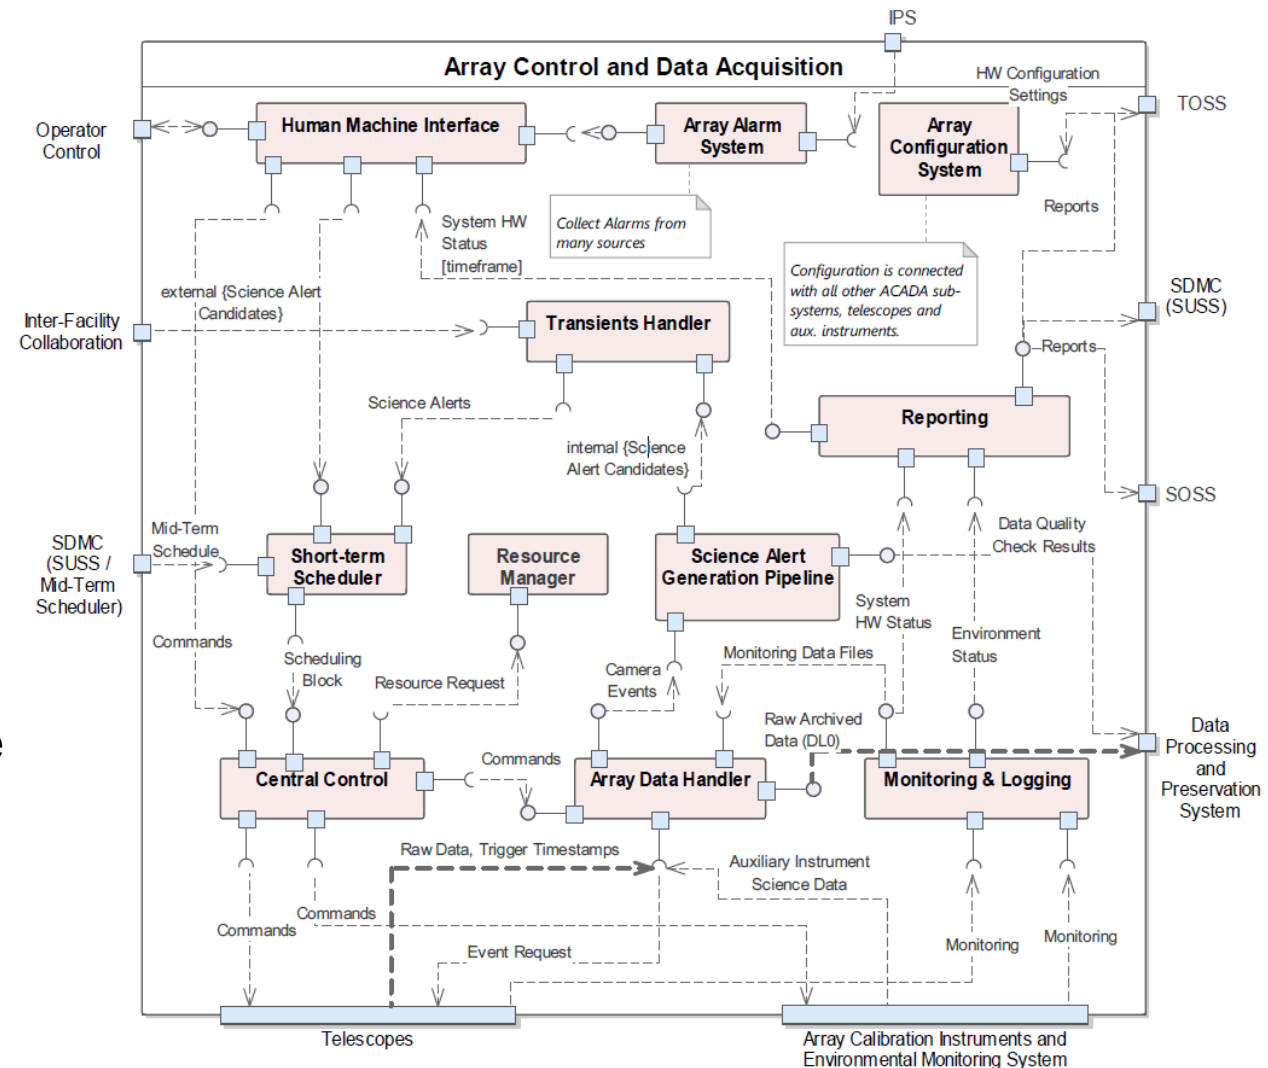 IPS
Array Control and Data Acquisition
HW Configuration
Settings
TOSS
Operator
Control
Human Machine Interface
Array Alarm
System
Array
Configuration
System
Reports
System HW
Status
[timeframe]
Collect Alarms from
many sources
Configuration is connected
with all other ACADA sub-
systems, telescopes and
aux. instruments.
SDMC
(SUSS)
external {Science Alert
Candidates}
Inter-Facility
Collaboration
Transients Handler
Reports
Science Alerts
Reporting
internal {Science
Alert Candidates}
SOSS
SDMC
(SUSS /
Mid-Term
Scheduler)
Mid-Term
Schedule
Short-term
Scheduler
Resource
Manager
Science Alert
Generation Pipeline
Data Quality
Check Results
System
HW Status
Environment
Status
Commands
Scheduling
Block
Resource Request
Camera
Events
Monitoring Data Files
Raw Archived
Data (DL0)
Data
Processing
and
Preservation
System
e
Central Control
Commands
Array Data Handler
Monitoring & Logging
Raw Data, Trigger Timestamps
Auxiliary Instrument
Science Data
Commands
Commands
Event Request
Monitoring
Monitoring
Telescopes
Array Calibration Instruments and
Environmental Monitoring System